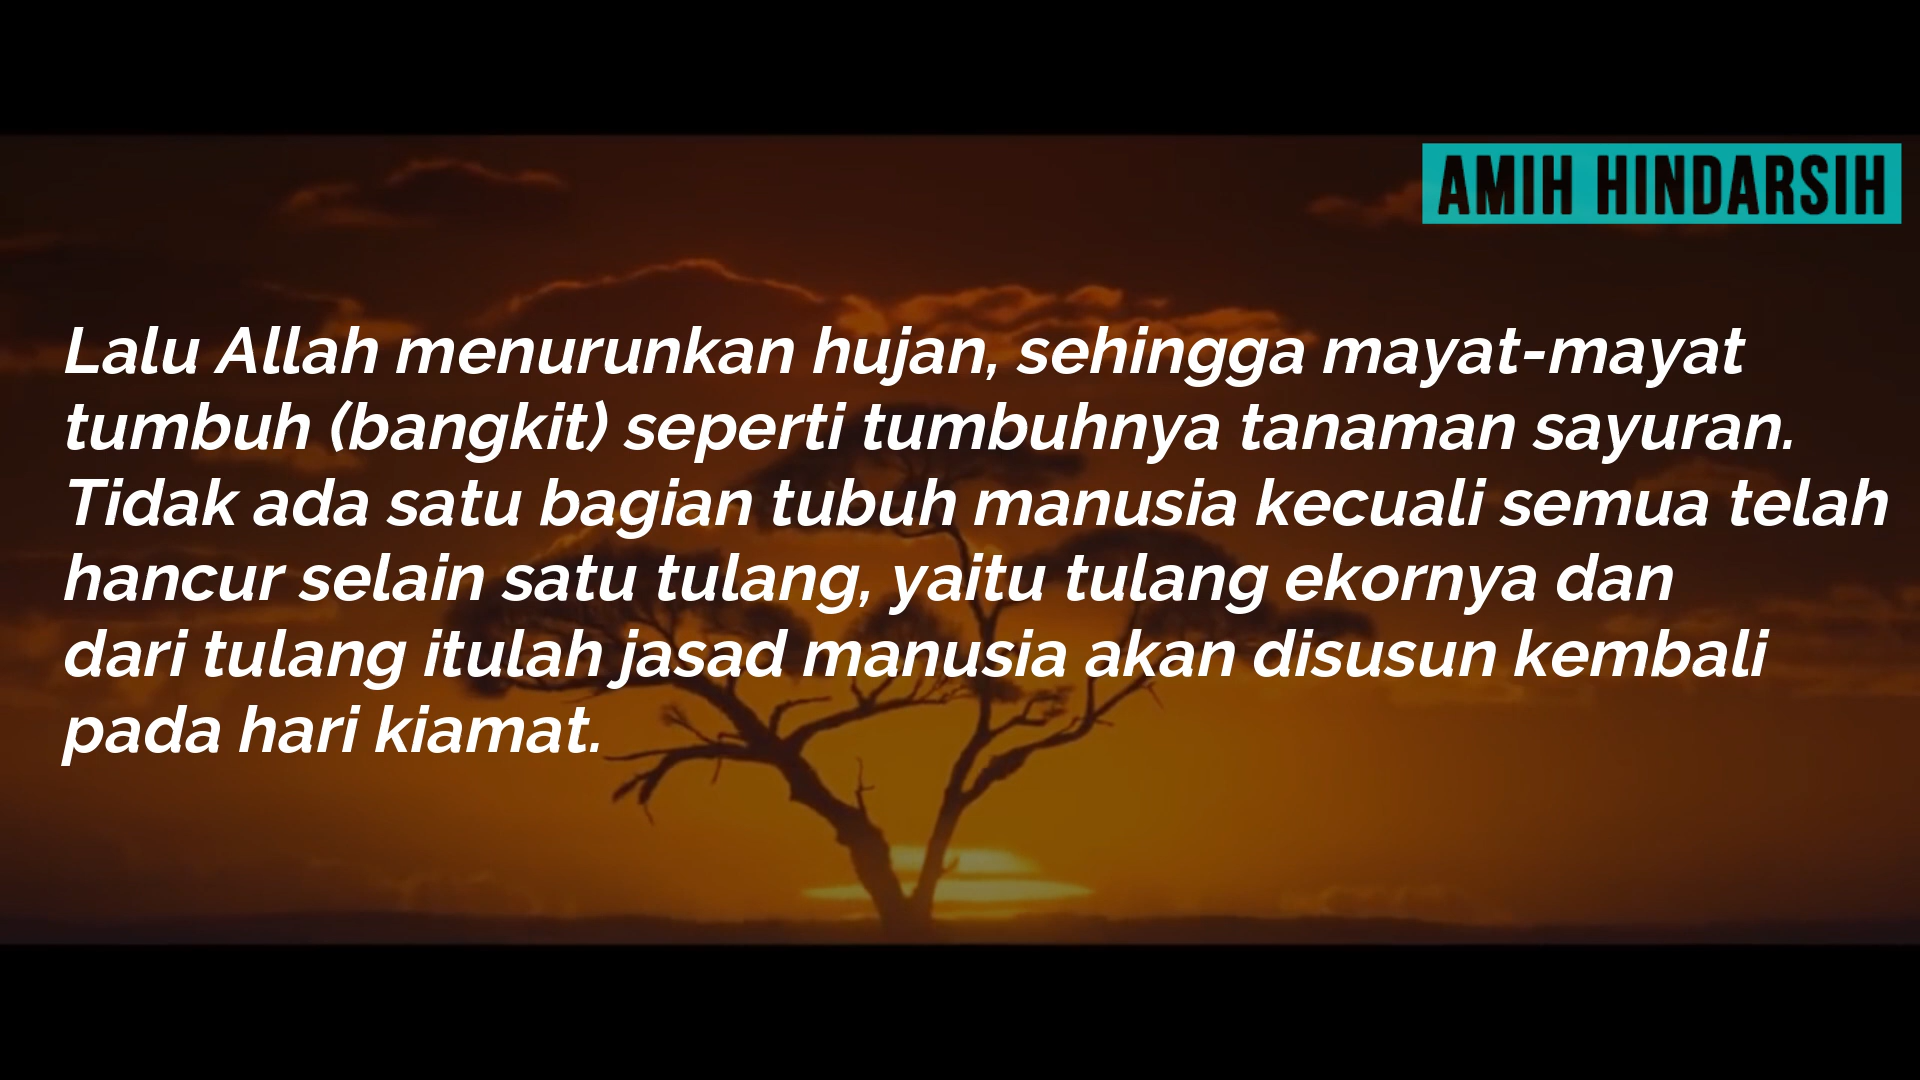 AMIH HINDARSIH
Lalu Allah menurunkan hujan, sehingga mayat-mayat
tumbuh (bangkit) seperti tumbuhnya tanaman sayuran.
Tidak ada satu bagian tubuh manusia kecuali semua telah
hancur selain satu tulang, yaitu tulang ekornya dan
dari tulang itulah jasad manusia akan disusun kembali
pada hari kiamat.